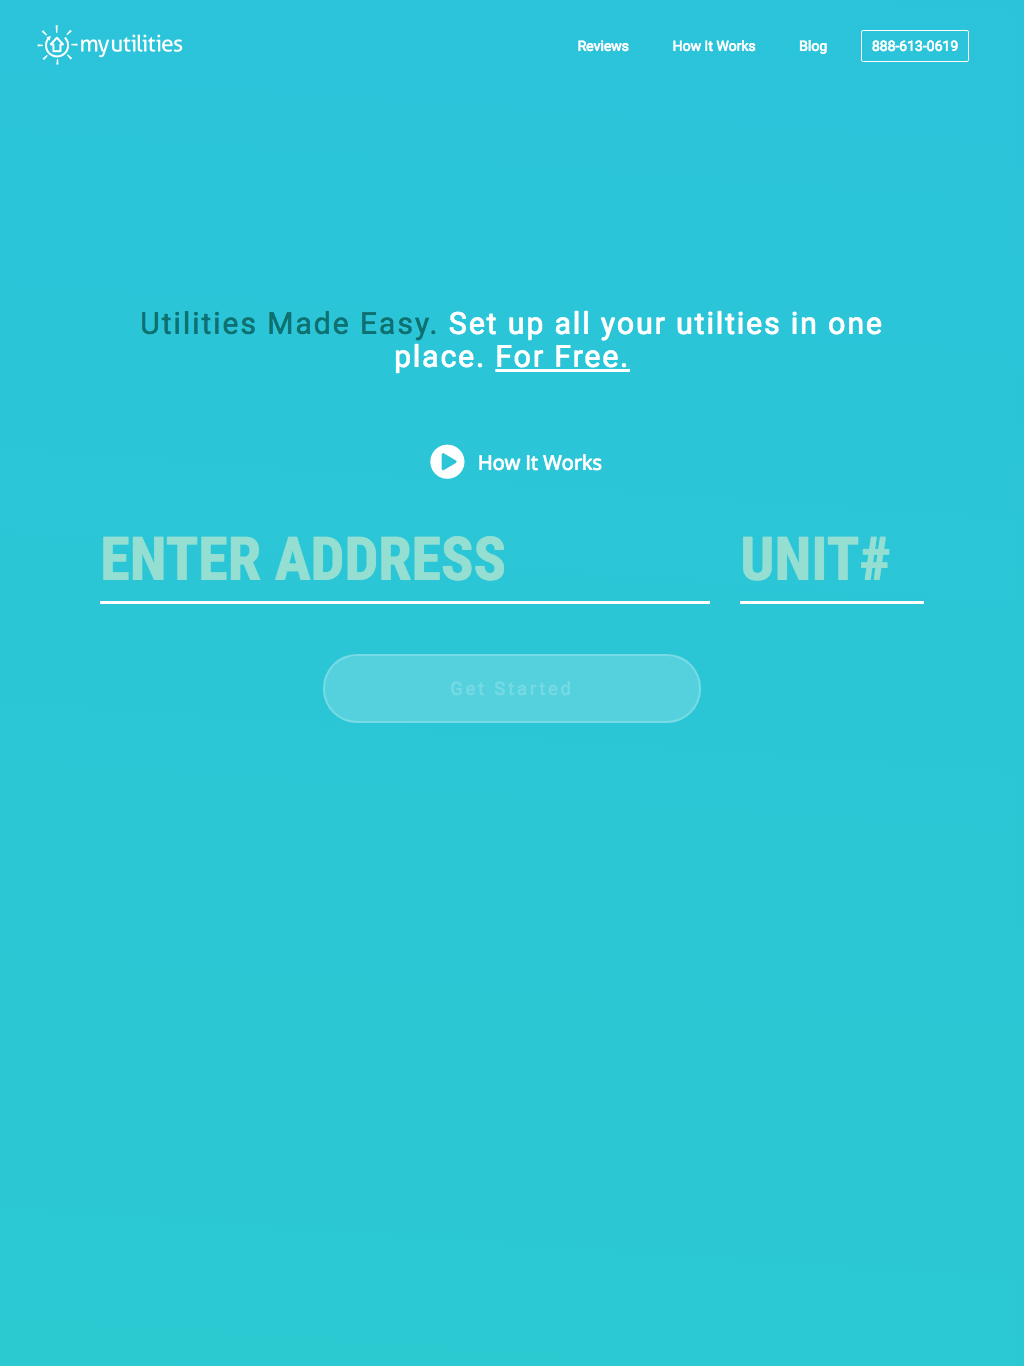 myutilities
Reviews
How It Works
Blog
888-613-0619
Utilities Made Easy. Set up all your utilties in one
place. For Free.
How It Works
ENTER ADDRESS
UNIT#
Get Started